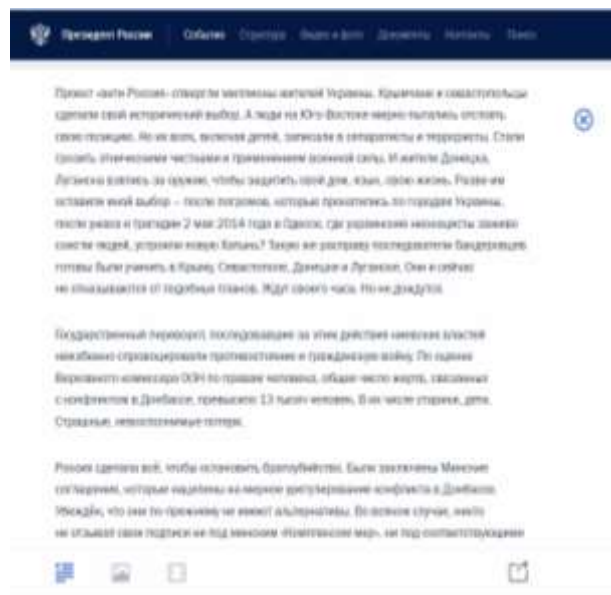 Президент России События Структура Видео и фото Документы Контакты Поиск
Проект «анти-Россия» отвергли миллионы жителей Украины. Крымчане и севастопольцы
сделали свой исторический выбор. А люди на Юго-Востоке мирно пытались отстоять
свою позицию. Но их всех, включая детей, записали в сепаратисты и террористы. Стали
грозить этническими чистками и применением военной силы. И жители Донецка,
Луганска взялись за оружие, чтобы защитить свой дом, язык, свою жизнь. Разве им
оставили иной выбор – после погромов, которые прокатились по городам Украины,
после ужаса и трагедии 2 мая 2014 года в Одессе, где украинские неонацисты заживо
сожгли людей, устроили новую Хатынь? Такую же расправу последователи бандеровцев
готовы были учинить в Крыму, Севастополе, Донецке и Луганске. Они и сейчас
не отказываются от подобных планов. Ждут своего часа. Но не дождутся.
Государственный переворот, последовавшие за этим действия киевских властей
неизбежно спровоцировали противостояние и гражданскую войну. По оценке
Верховного комиссара ООН по правам человека, общее число жертв, связанных
с конфликтом в Донбассе, превысило 13 тысяч человек. В их числе старики, дети.
Страшные, невосполнимые потери.
Россия сделала всё, чтобы остановить братоубийство. Были заключены Минские
соглашения, которые нацелены на мирное урегулирование конфликта в Донбассе.
Убеждён, что они по-прежнему не имеют альтернативы. Во всяком случае, никто
не отзывал свои подписи ни под минским «Комплексом мер», ни под соответствующими